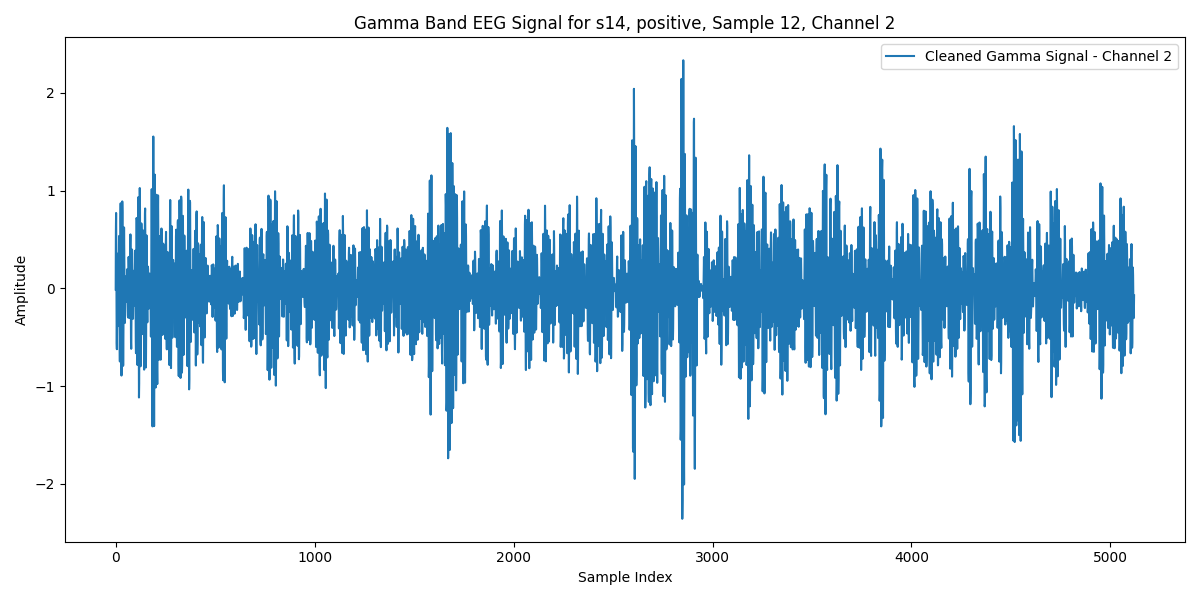 Gamma Band EEG Signal for s14, positive, Sample 12, Channel 2
Cleaned Gamma Signal - Channel 2
Amplitude
2
1
0
−1
−2
0 1000 2000 3000 4000 5000
Sample Index